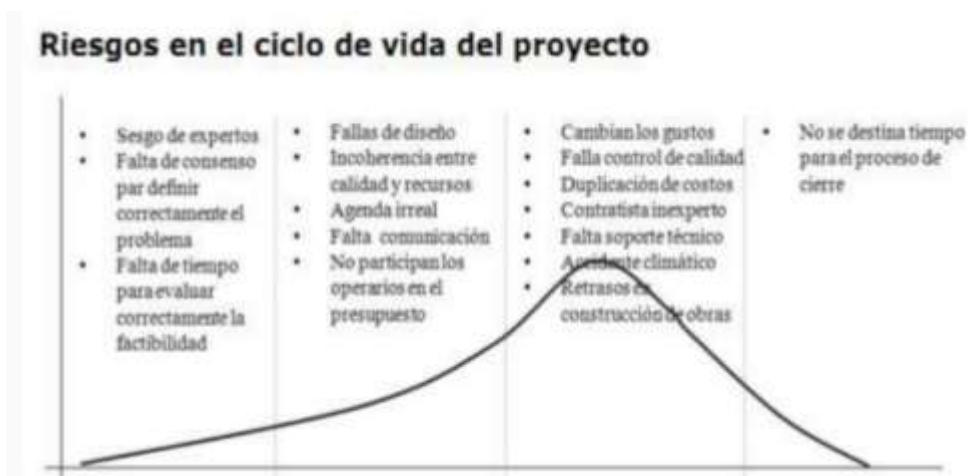 Riesgos en el ciclo de vida del proyecto
• Sesgo de expertos
• Falta de consenso
par definir
correctamente el
problema
• Falta de tiempo
para evaluar
correctamente la
factibilidad
• Fallas de diseño
• Incoherencia entre
calidad y recursos
• Agenda irreal
• Falta comunicación
• No participan los
operarios en el
presupuesto
• Cambian los gustos
• Falla control de calidad
• Duplicación de costos
• Contratista inexperto
• Falta soporte técnico
• Accidente climático
• Retrasos en
construcción de obras
• No se destina tiempo
para el proceso de
cierre